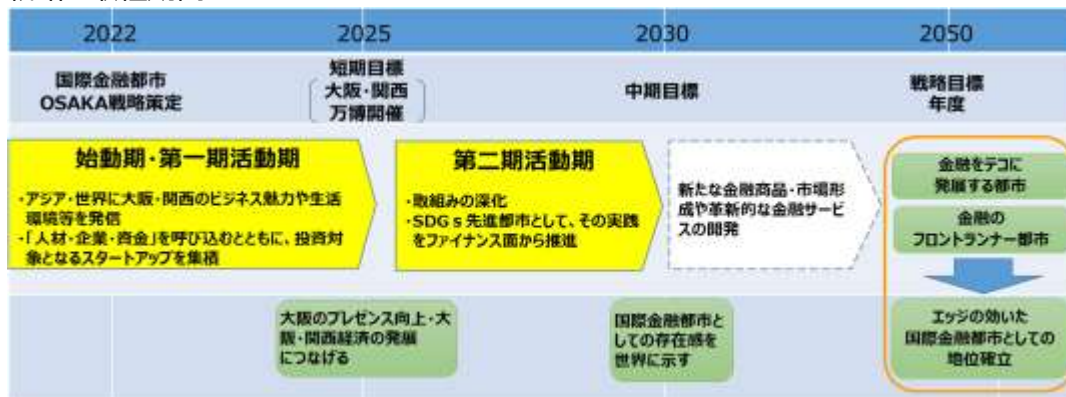 2022
2025
2030
2050
国際金融都市
OSAKA戦略策定
短期目標
大阪・関西
万博開催
中期目標
戦略目標
年度
始動期・第一期活動期
・アジア・世界に大阪・関西のビジネス魅力や生活
環境等を発信
・「人材・企業・資金」を呼び込むとともに、投資対
象となるスタートアップを集積
第二期活動期
・取組みの深化
・SDGs先進都市として、その実践
をファイナンス面から推進
新たな金融商品・市場形
成や革新的な金融サービ
スの開発
金融をテコに
発展する都市
金融の
フロントランナー都市
大阪のプレゼンス向上・大
阪・関西経済の発展
につなげる
国際金融都市と
しての存在感を
世界に示す
エッジの効いた
国際金融都市としての
地位確立